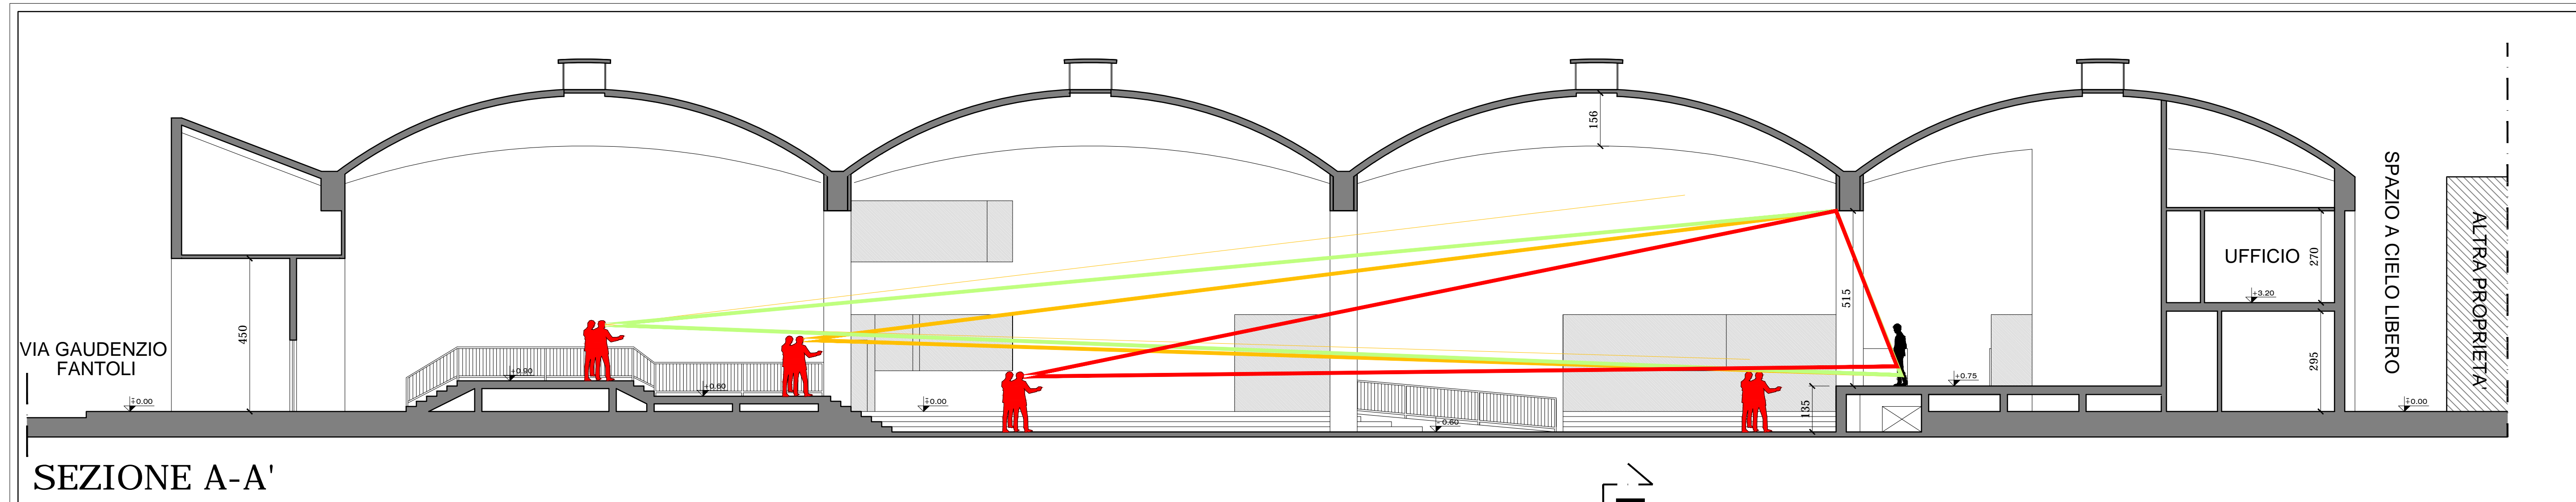 156
SPAZIO A CIELO LIBERO
ALTRA PROPRIETA'
UFFICIO
270
+3.20
515
450
295
VIA GAUDENZIO
FANTOLI
+0.90
+0.60
+0.75
∓0.00
∓0.00
∓0.00
135
- 0.60
SEZIONE A-A'